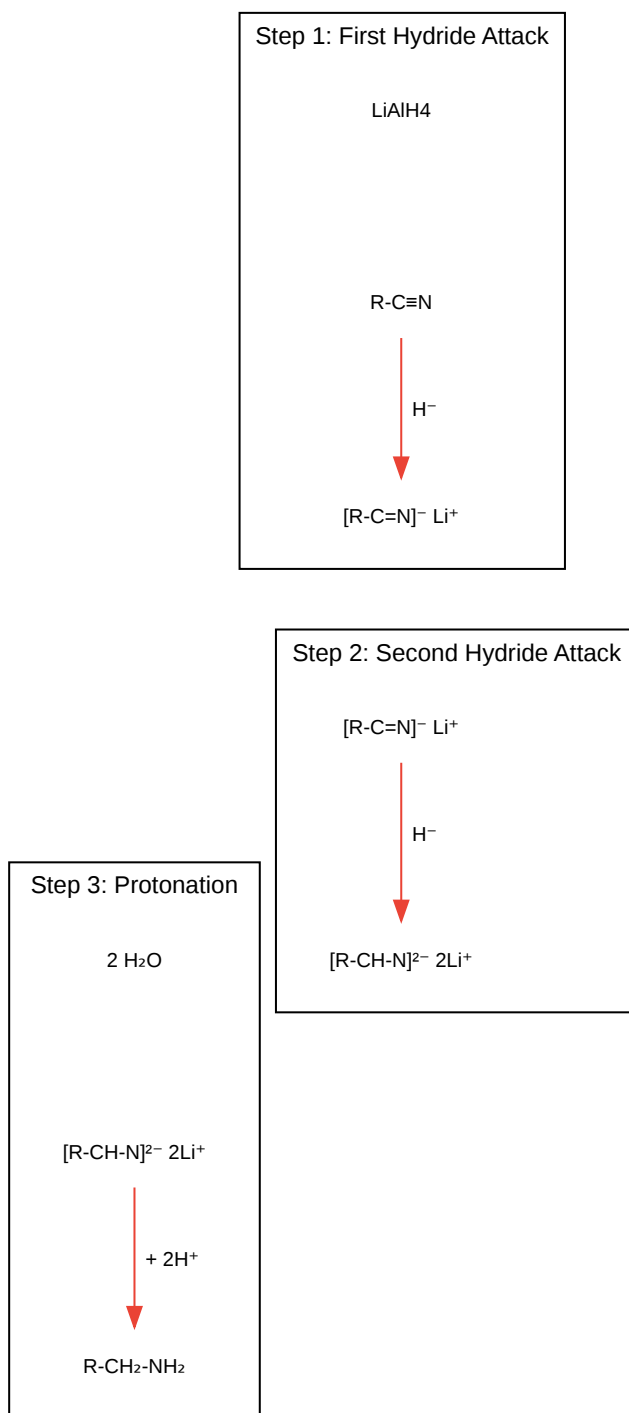 Step 1: First Hydride Attack
LiAlH4
R-C≡N
H⁻
[R-C=N]⁻ Li⁺
Step 2: Second Hydride Attack
[R-C=N]⁻ Li⁺
H⁻
[R-CH-N]²⁻ 2Li⁺
Step 3: Protonation
2 H₂O
[R-CH-N]²⁻ 2Li⁺
+ 2H⁺
R-CH₂-NH₂